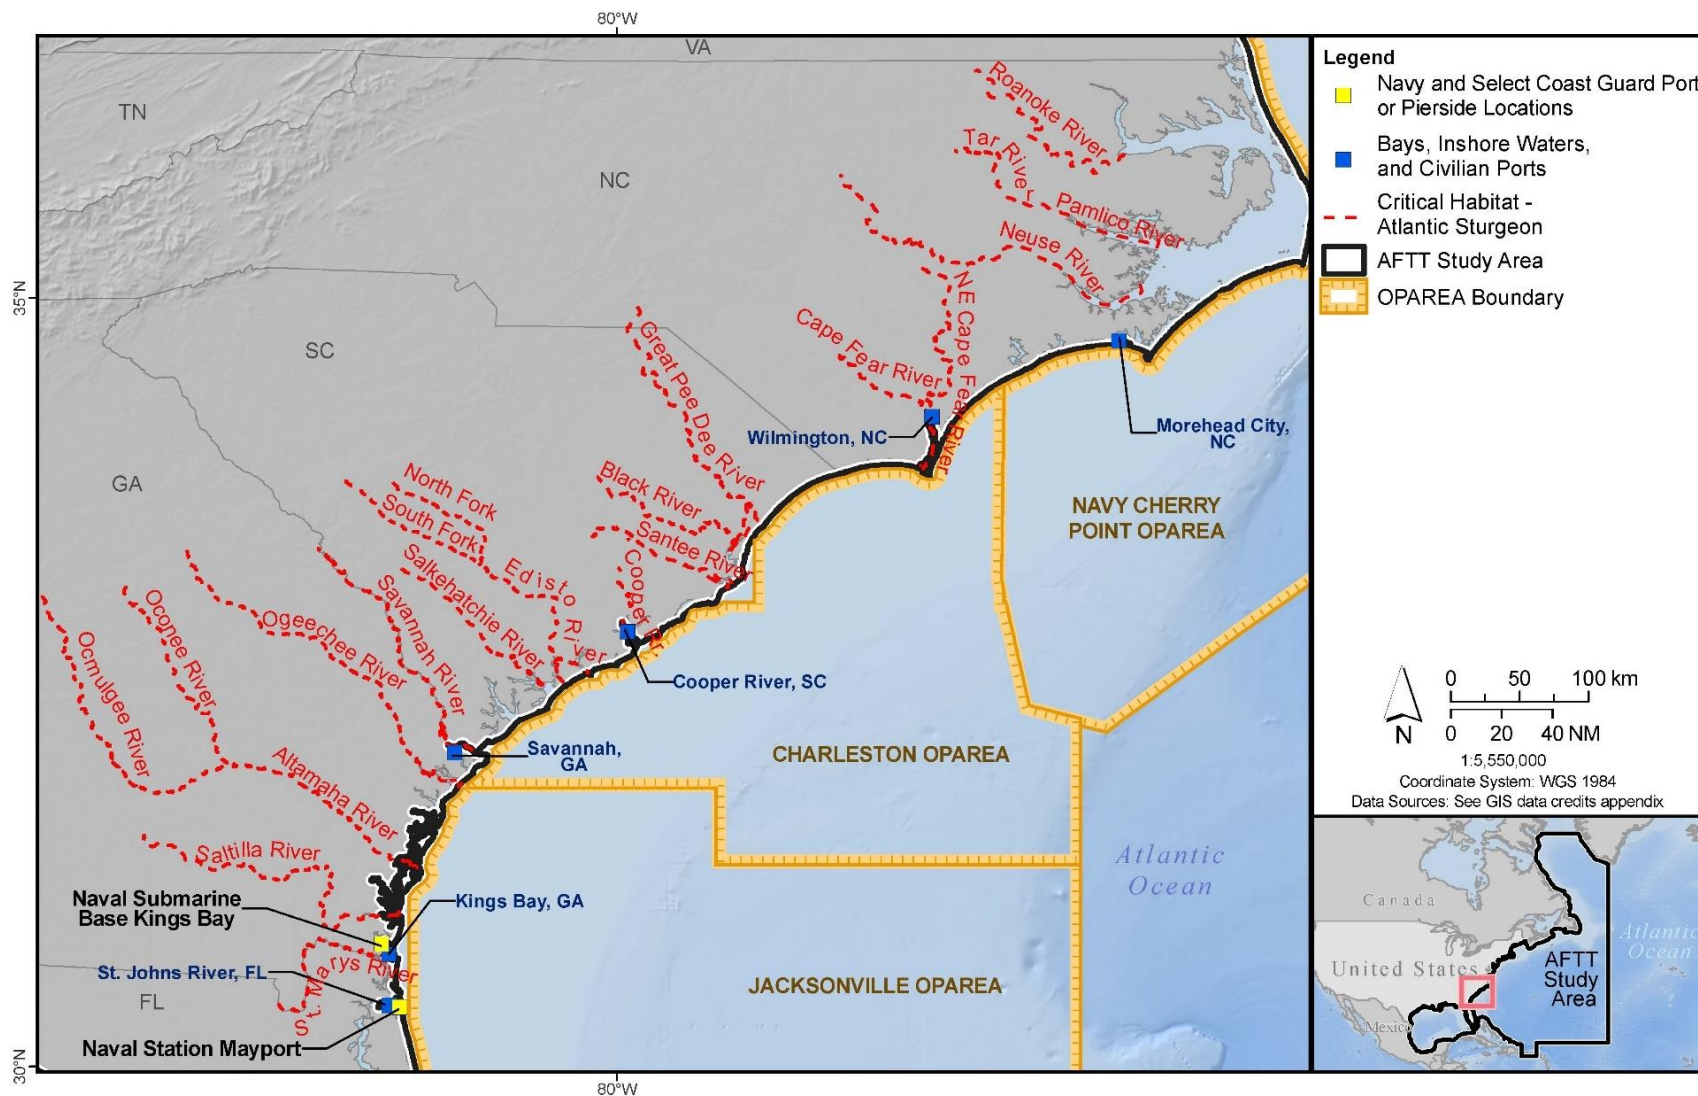 80°W
VA
TN
NC
SC
GA
FL
35°N
30°N
80°W
Roanoke River
Tar River
Pamlico River
Neuse River
NE Cape Fear River
Cape Fear River
Great Pee Dee River
Black River
Santee River
Cooper Ri
North Fork
South Fork
Edisto River
Salkehatchie River
Savannah River
Ogeechee River
Oconee River
Ocmulgee River
Altamaha River
Saltilla River
St. Marys River
Wilmington, NC
Morehead City,
NC
Cooper River, SC
Savannah,
GA
Kings Bay, GA
St. Johns River, FL
Naval Submarine
Base Kings Bay
Naval Station Mayport
NAVY CHERRY
POINT OPAREA
CHARLESTON OPAREA
JACKSONVILLE OPAREA
Atlantic
Ocean
Legend
Navy and Select Coast Guard Port
or Pierside Locations
Bays, Inshore Waters,
and Civilian Ports
Critical Habitat -
Atlantic Sturgeon
AFTT Study Area
OPAREA Boundary
N
0 50 100 km
0 20 40 NM
1:5,550,000
Coordinate System: WGS 1984
Data Sources: See GIS data credits appendix
Canada
United States
Mexico
Atlantic
Ocean
AFTT
Study
Area